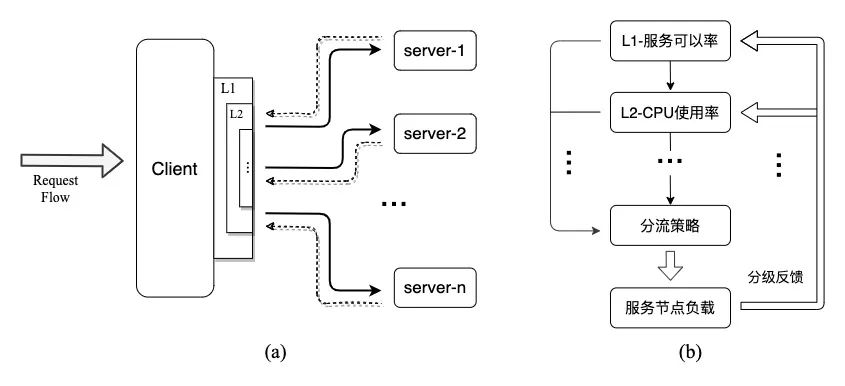 Request
Flow
Client
L1
L2
...
server-1
server-2
...
server-n
(a)
L1-服务可以率
L2-CPU使用率
...
...
...
分流策略
服务节点负载
分级反馈
(b)